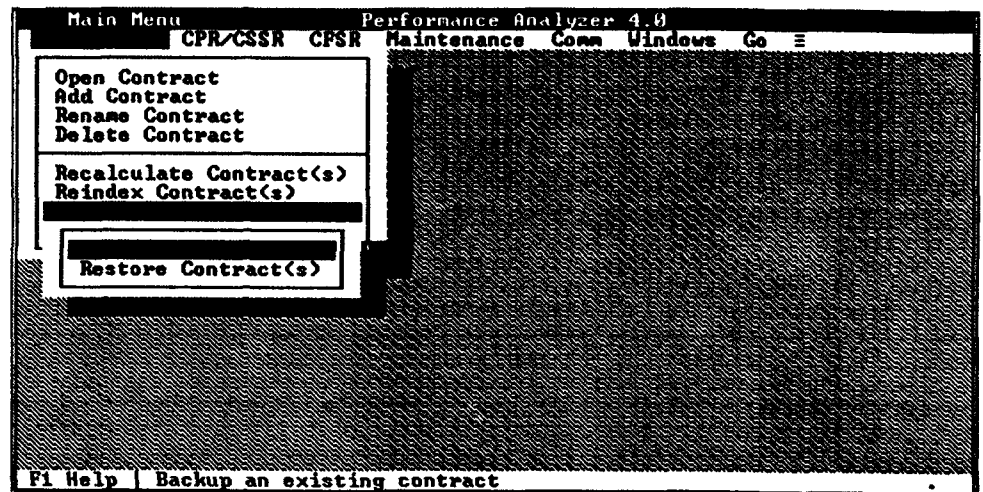 Main Menu Performance Analyzer 4.0
CPR/CSSR CFSR Maintenance Comm Windows Go ≡
Open Contract
Add Contract
Rename Contract
Delete Contract
Recalculate Contract(s)
Reindex Contract(s)
Restore Contract(s)
F1 Help | Backup an existing contract